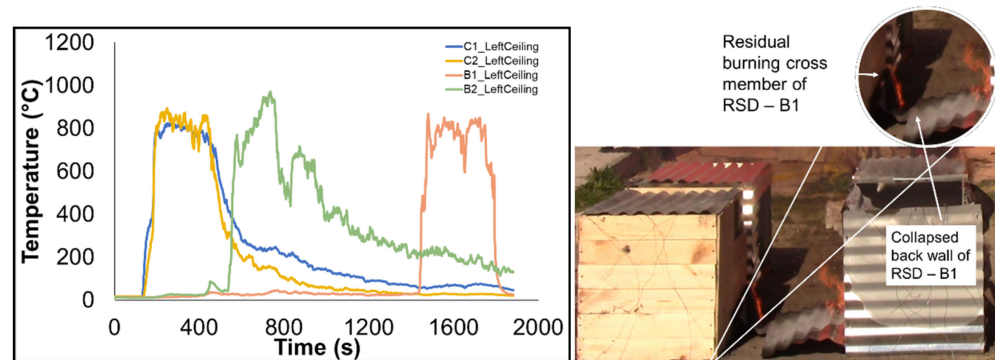 1200
1000
800
600
400
200
0
Temperature (°C)
0
400
800
1200
1600
2000
Time (s)
C1_LeftCeiling
C2_LeftCeiling
B1_LeftCeiling
B2_LeftCeiling
Residual
burning cross
member of
RSD – B1
Collapsed
back wall of
RSD – B1